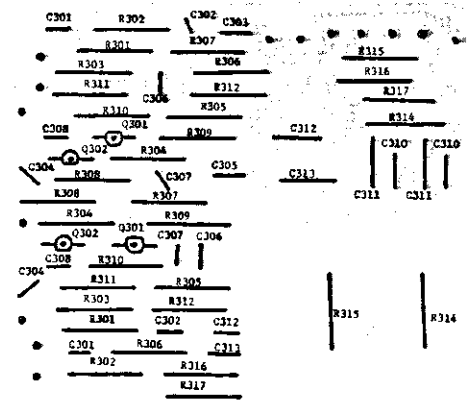 C301 R302 C302 C303
R301 R307 R315
R303 R306 R316
R311 C306 R312 R317
R310 Q301 R305 R314
C308 R309 C312 C310 C310
Q302 R304
C304 R308 C307 C305 C313 C311 C311
R308 R307
R304 R309
Q302 Q301 C307 C306
C308 R310
C304 R311 R305
R303 R312 R315 R314
R301 C302 C312
C301 R306 C313
R302 R316
R317